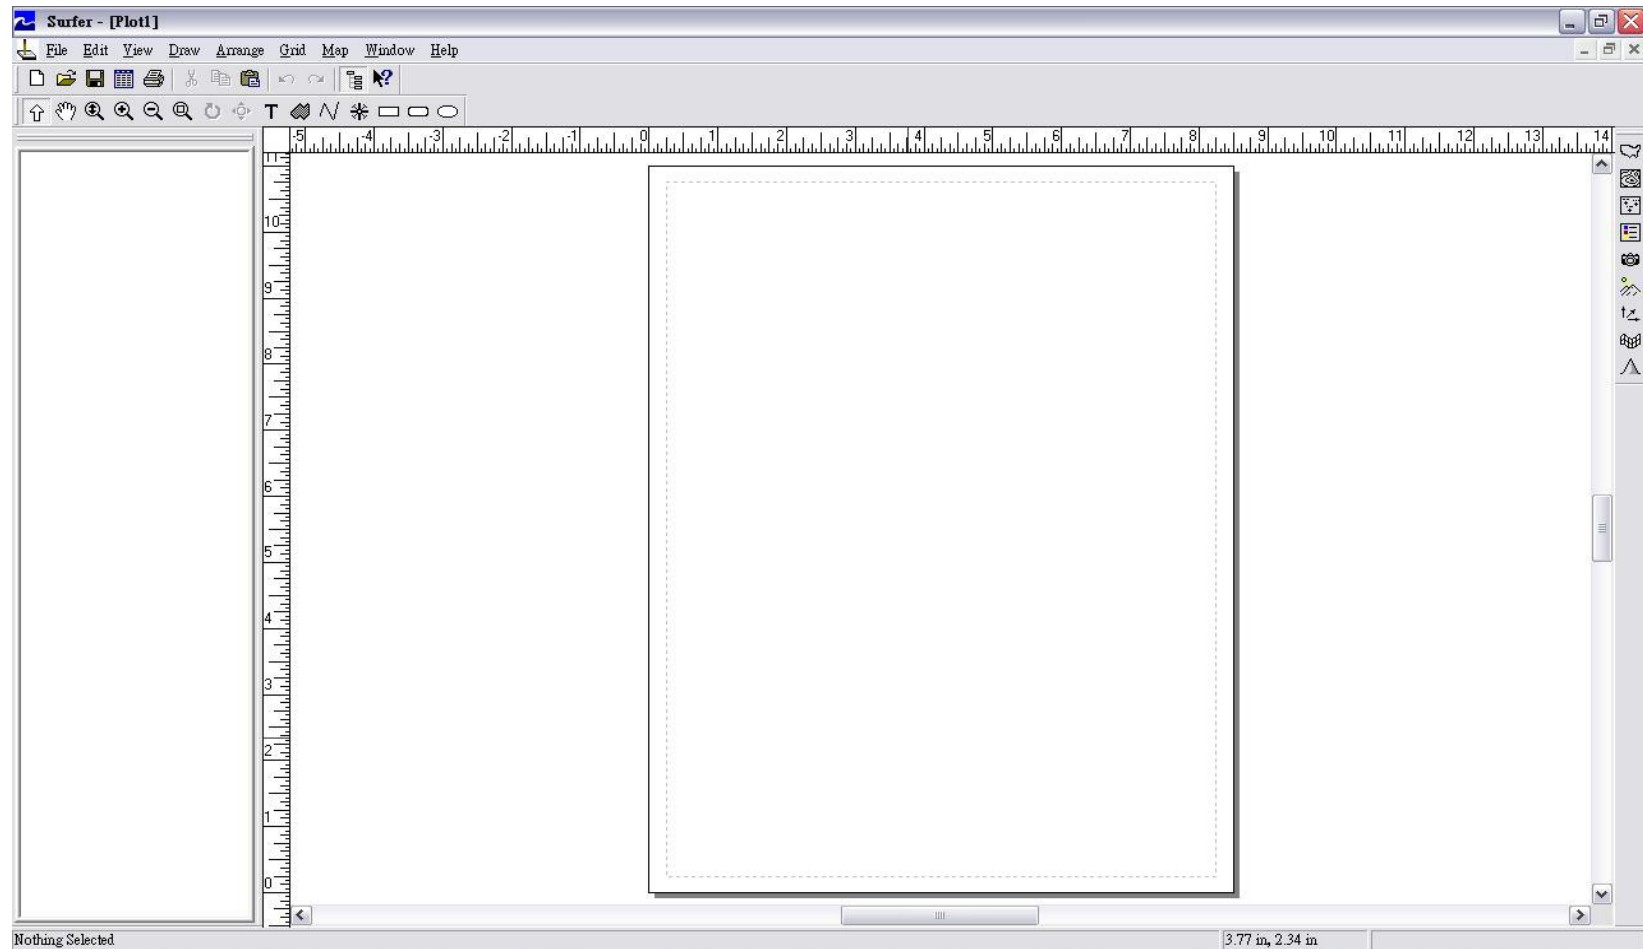 Surfer - [Plot1]
File Edit View Draw Arrange Grid Map Window Help
T
-5 -4 -3 -2 -1 0 1 2 3 4 5 6 7 8 9 10 11 12 13 14
11
10
9
8
7
6
5
4
3
2
1
0
Nothing Selected
3.77 in, 2.34 in